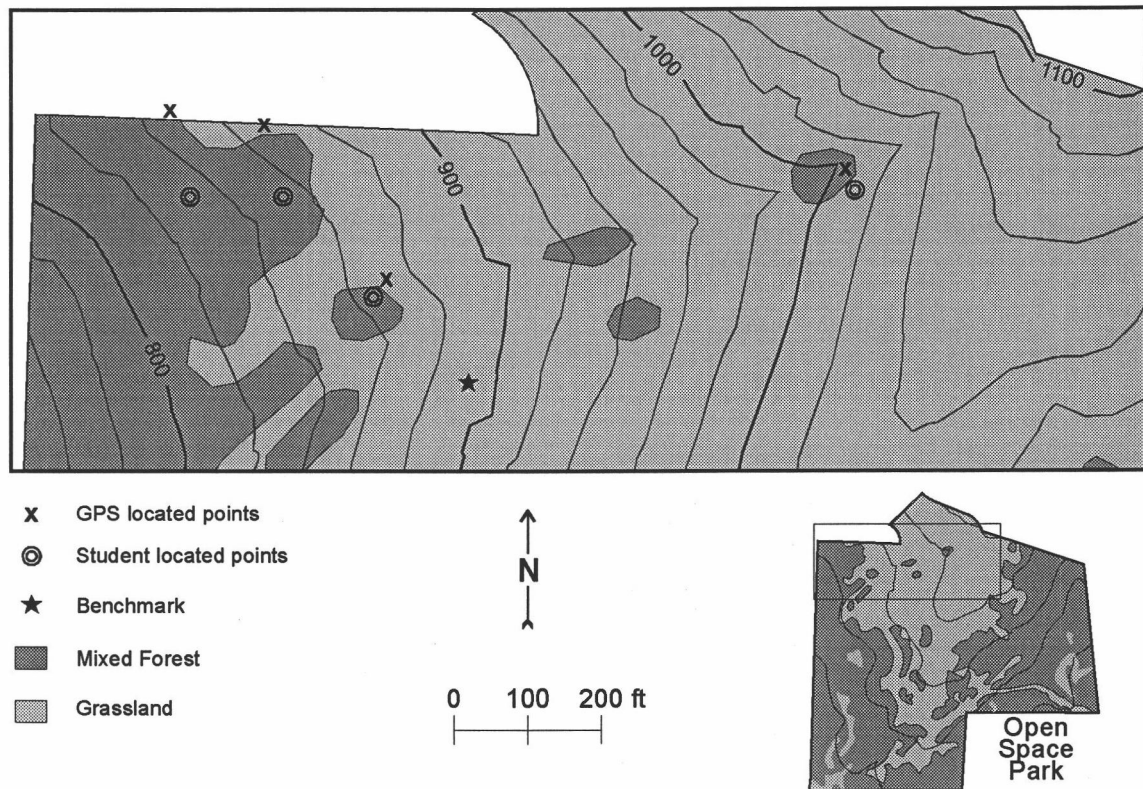 1000
1100
900
800
x GPS located points
Student located points
Benchmark
Mixed Forest
Grassland
N
0 100 200 ft
Open
Space
Park